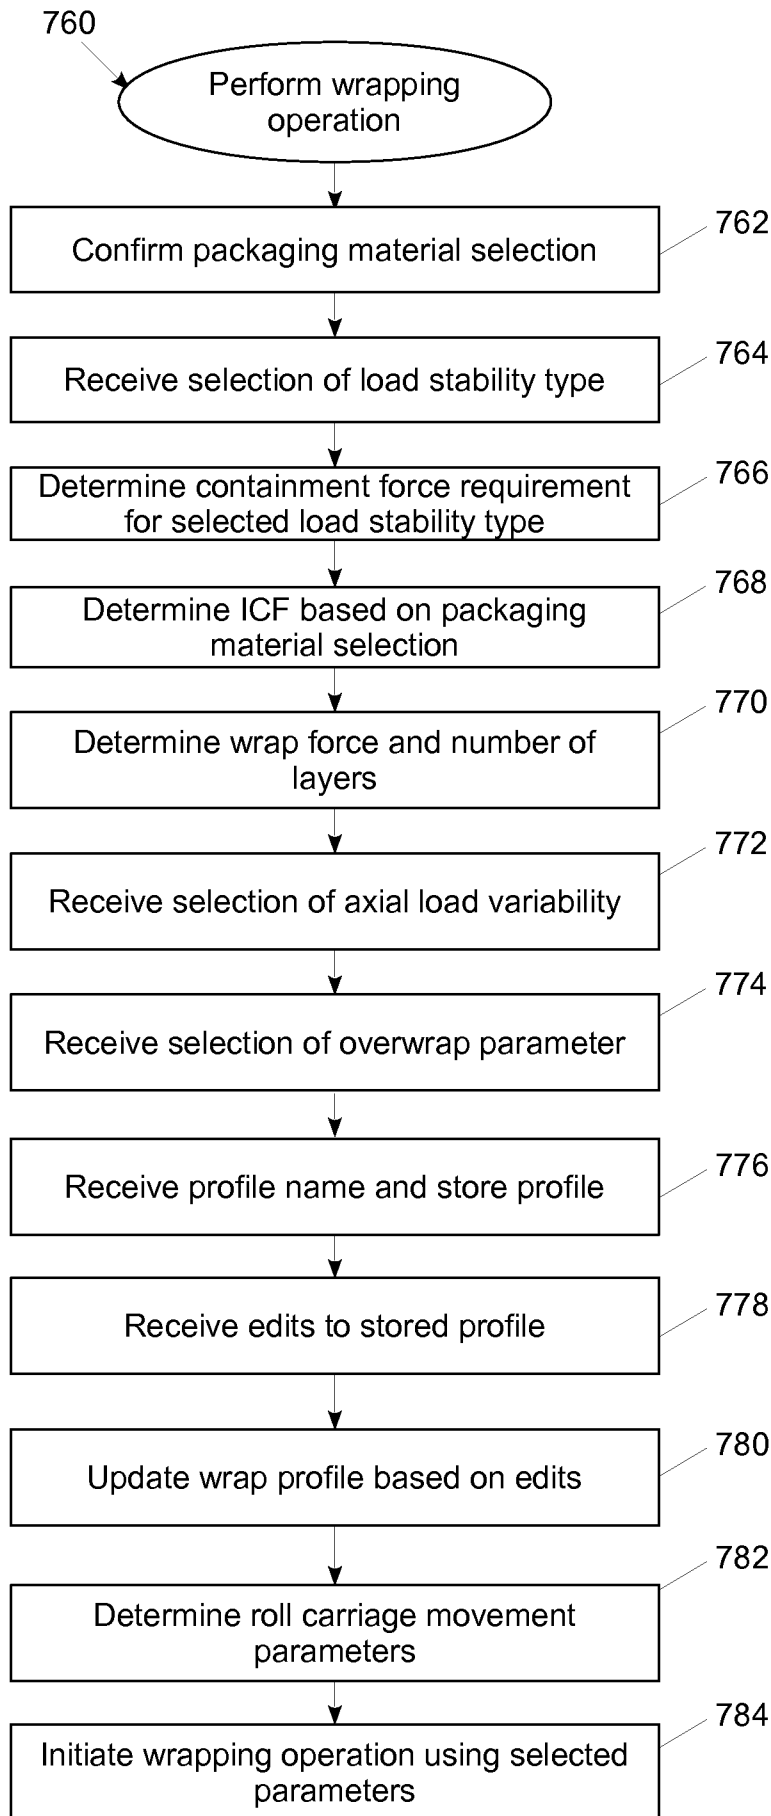 760
Perform wrapping
operation
762
Confirm packaging material selection
764
Receive selection of load stability type
766
Determine containment force requirement
for selected load stability type
768
Determine ICF based on packaging
material selection
770
Determine wrap force and number of
layers
772
Receive selection of axial load variability
774
Receive selection of overwrap parameter
776
Receive profile name and store profile
778
Receive edits to stored profile
780
Update wrap profile based on edits
782
Determine roll carriage movement
parameters
784
Initiate wrapping operation using selected
parameters